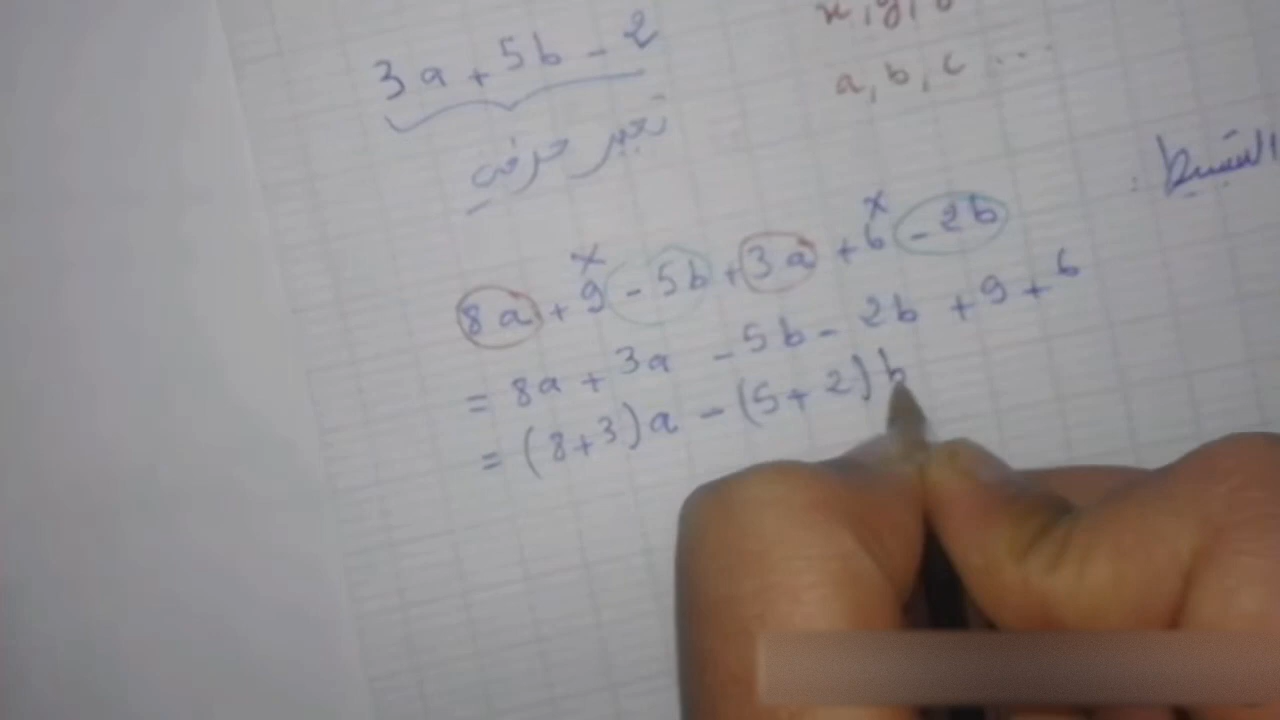 x, y, 
3a + 5b - 2
a, b, c ...
تعبير حرفي
التبسيط :
x x
8a + 9 - 5b + 3a + 6 - 2b
= 8a + 3a - 5b - 2b + 9 + 6
= (8+3)a - (5+2)b